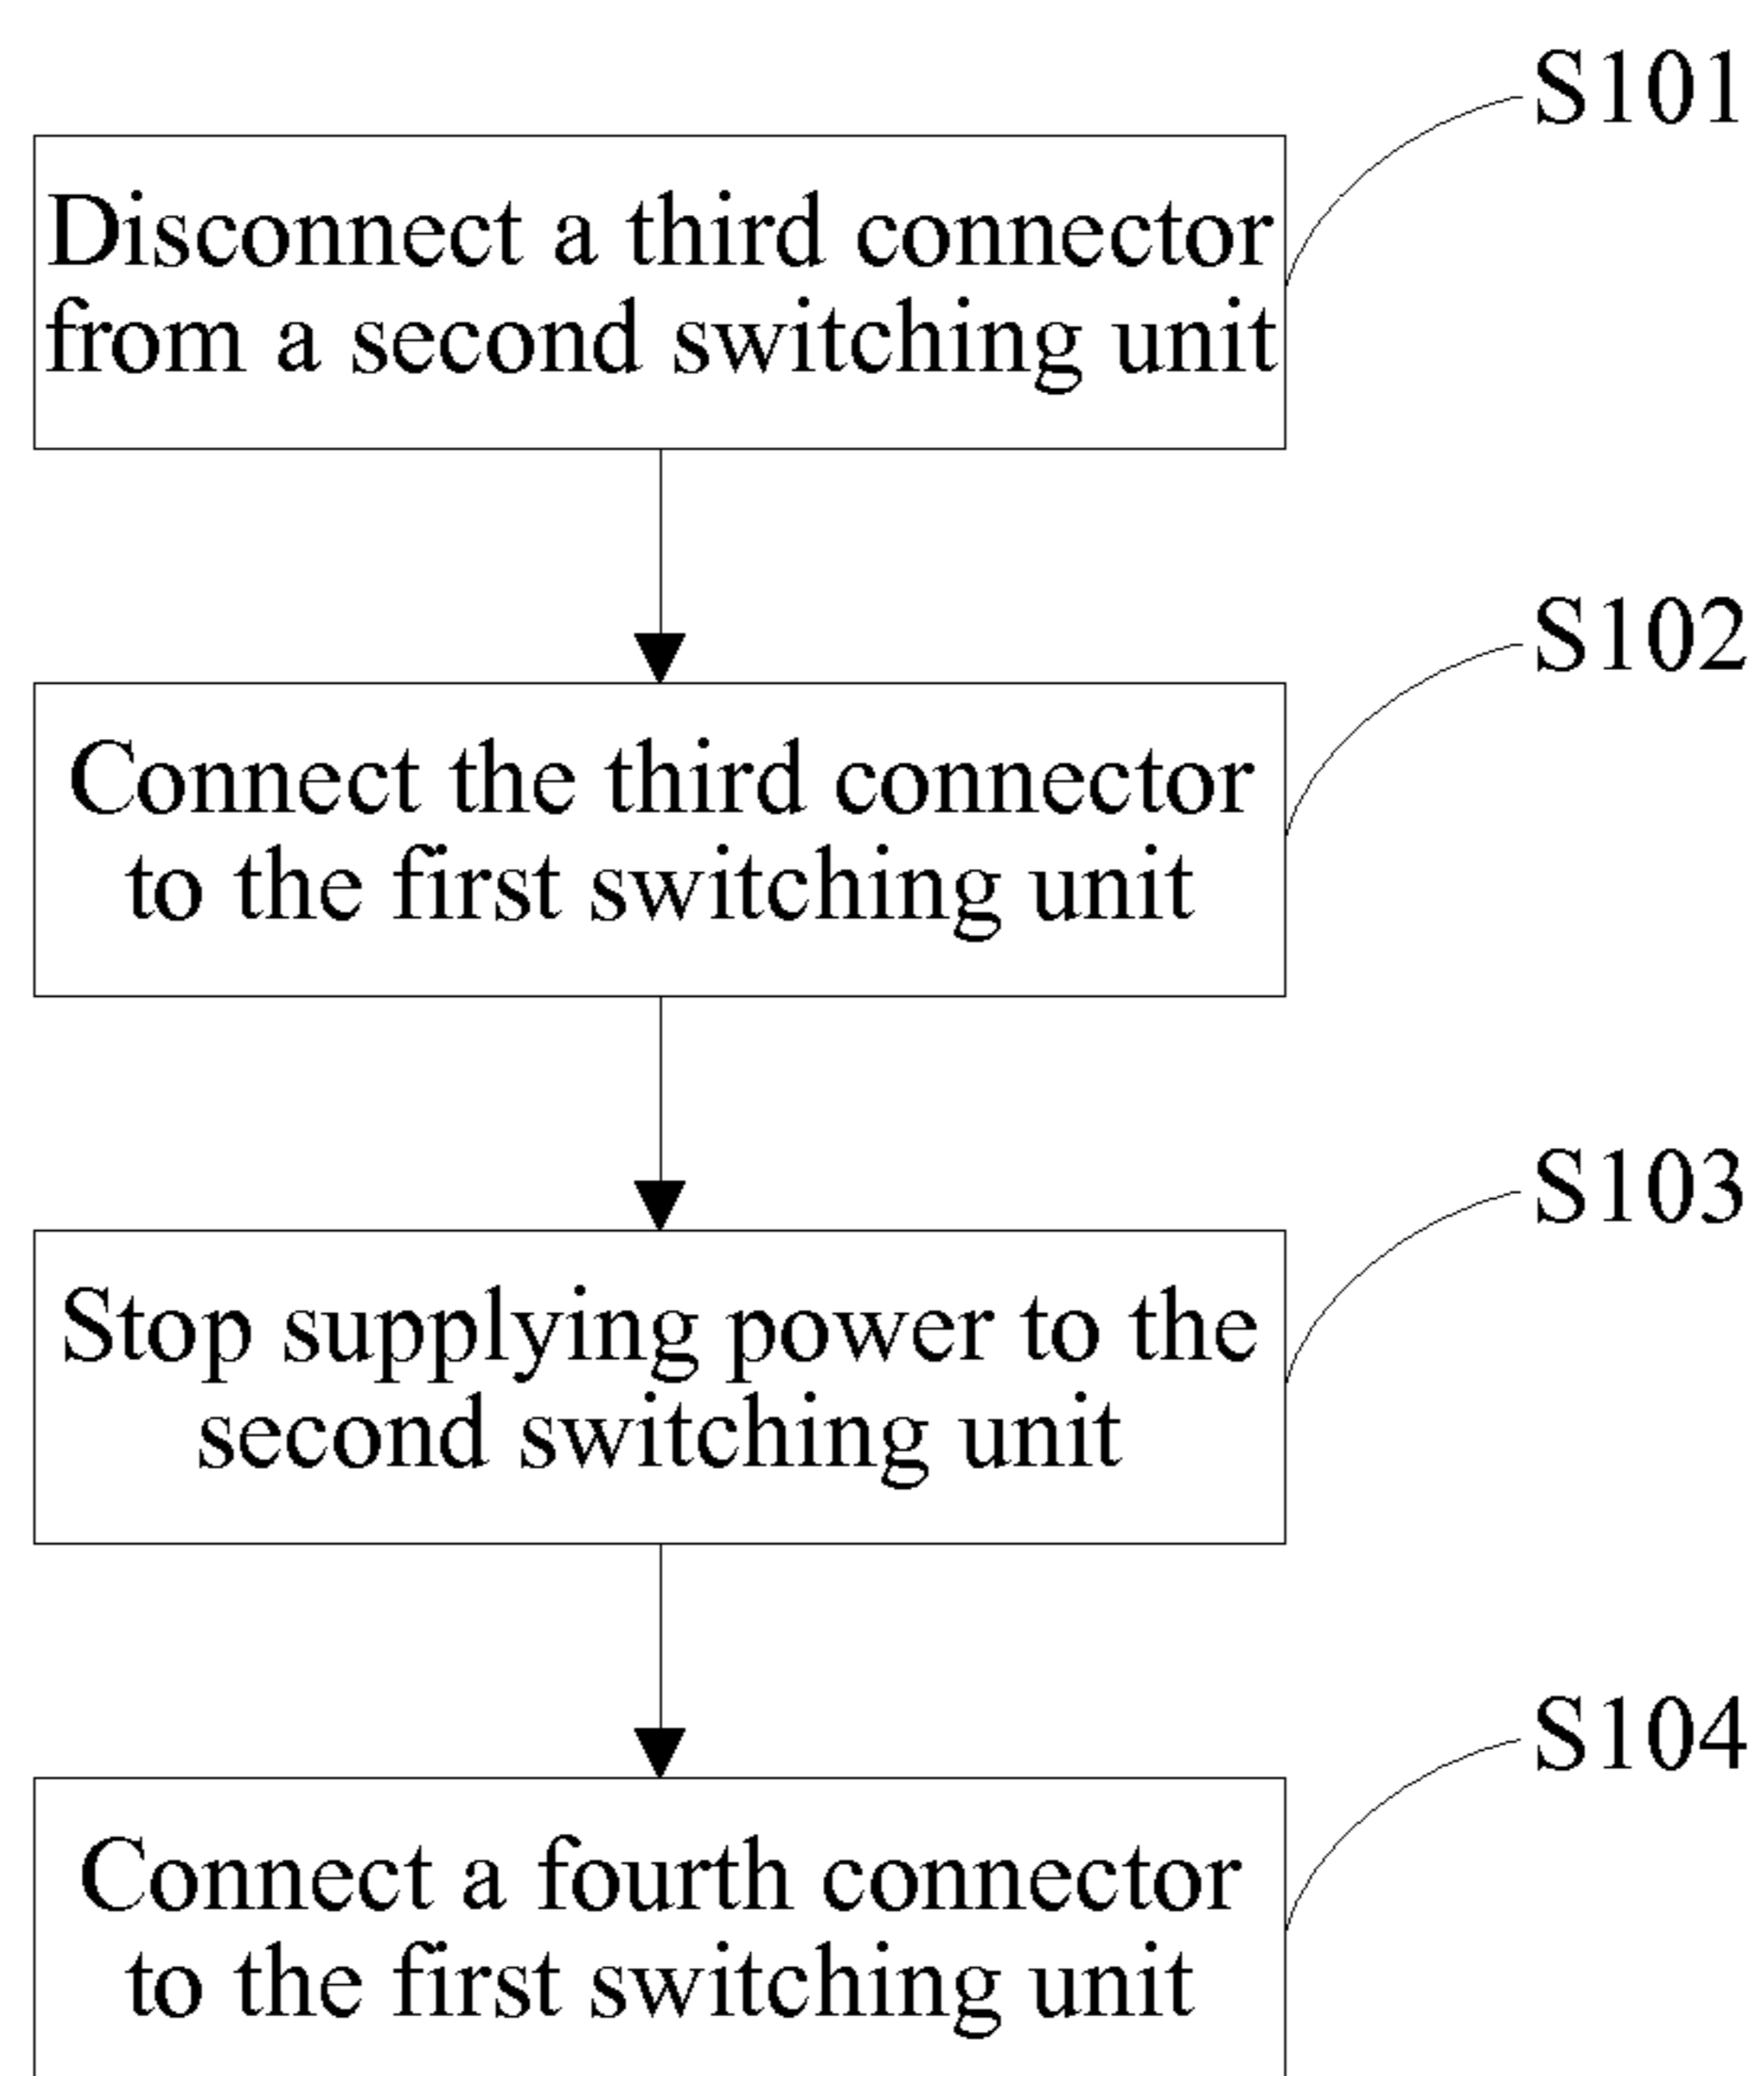 S101
Disconnect a third connector
from a second switching unit
S102
Connect the third connector
to the first switching unit
S103
Stop supplying power to the
second switching unit
S104
Connect a fourth connector
to the first switching unit